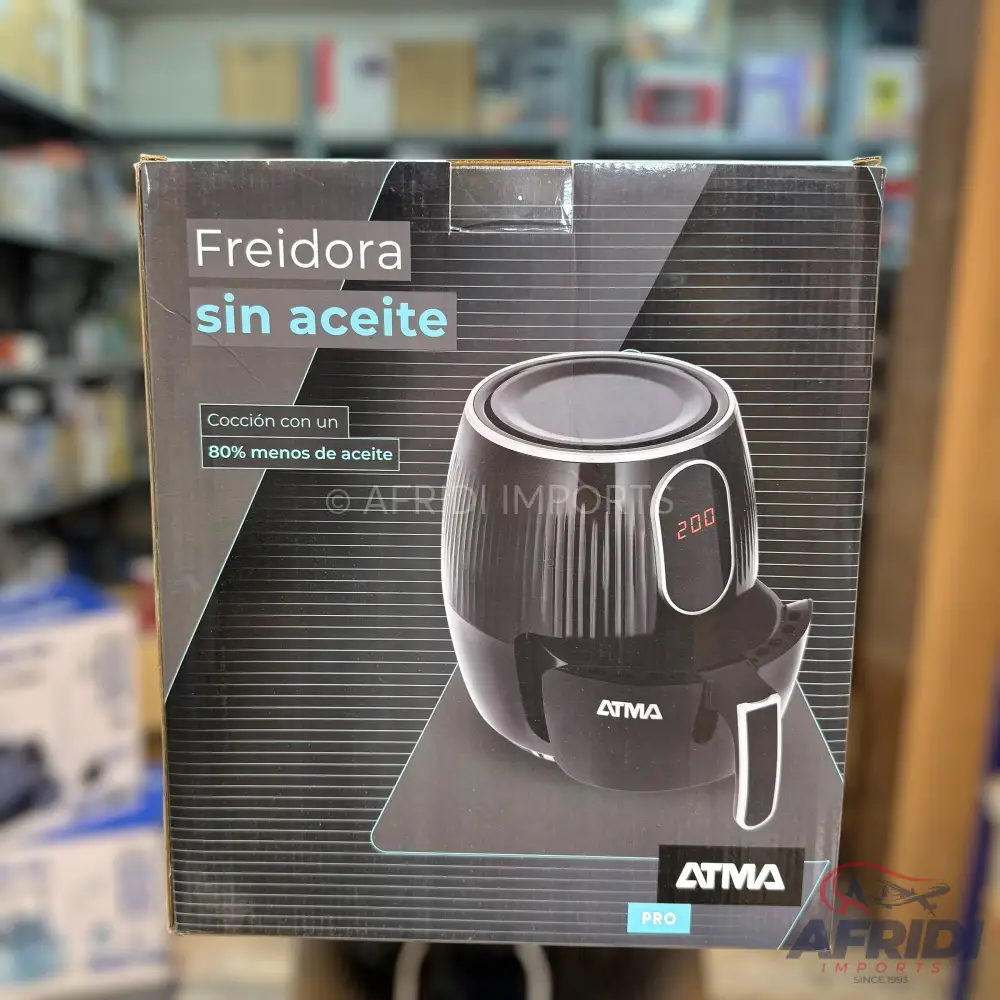 Freidora
sin aceite
Cocción con un
80% menos de aceite
© AFRIDI IMPORTS
200
ATMA
ATMA
PRO
AFRIDI
IMPORTS
SINCE 1993